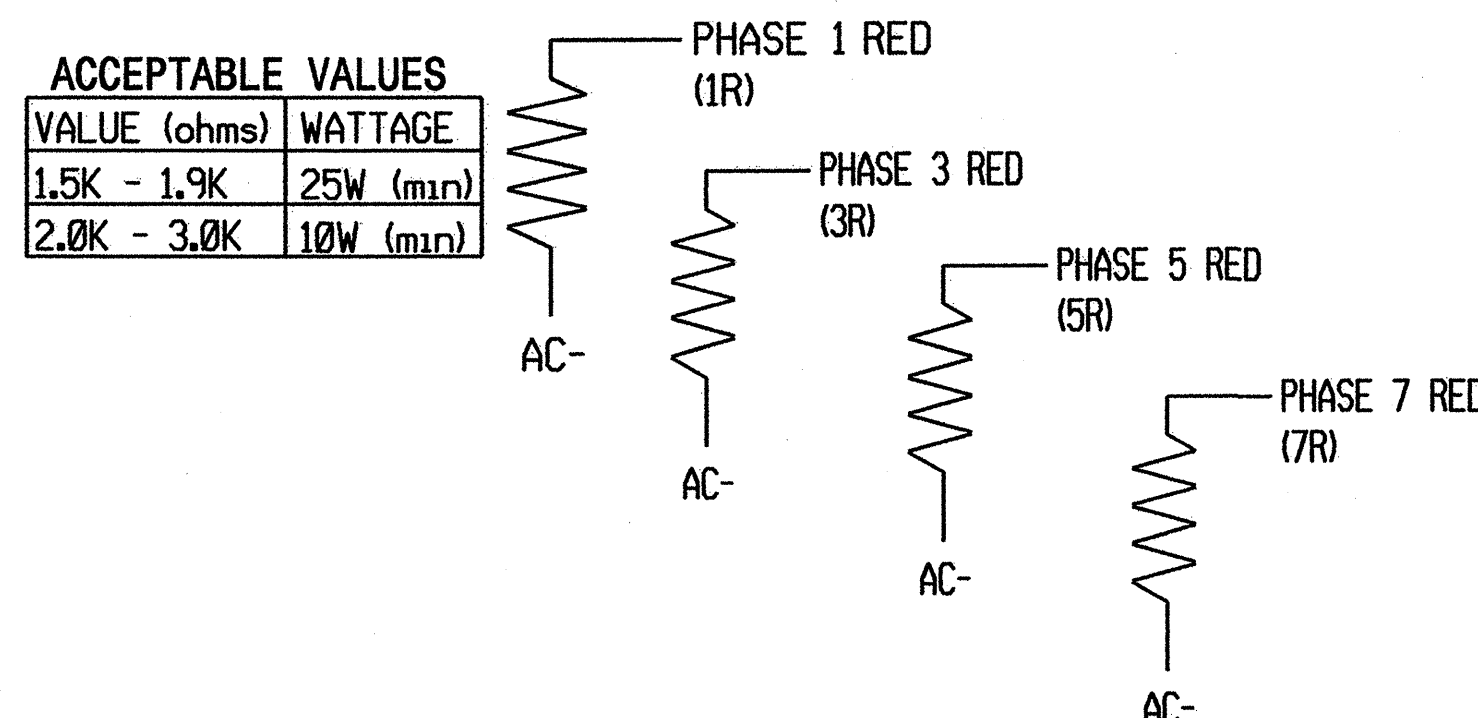 ACCEPTABLE VALUES
VALUE (ohms) WATTAGE
1.5K - 1.9K 25W (min)
2.0K - 3.0K 10W (min)
PHASE 1 RED
(1R)
AC-
PHASE 3 RED
(3R)
AC-
PHASE 5 RED
(5R)
AC-
PHASE 7 RED
(7R)
AC-